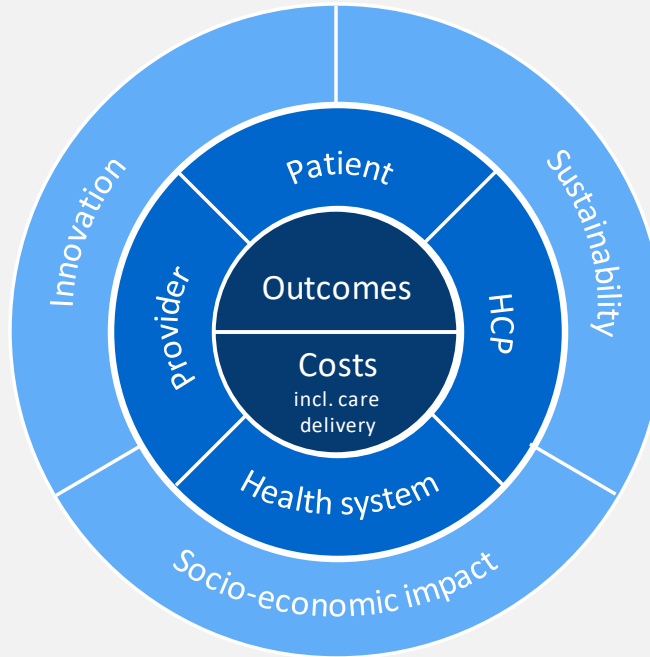 Innovation
Sustainability
Patient
Provider
HCP
Outcomes
Costs
incl. care
delivery
Health system
Socio-economic impact